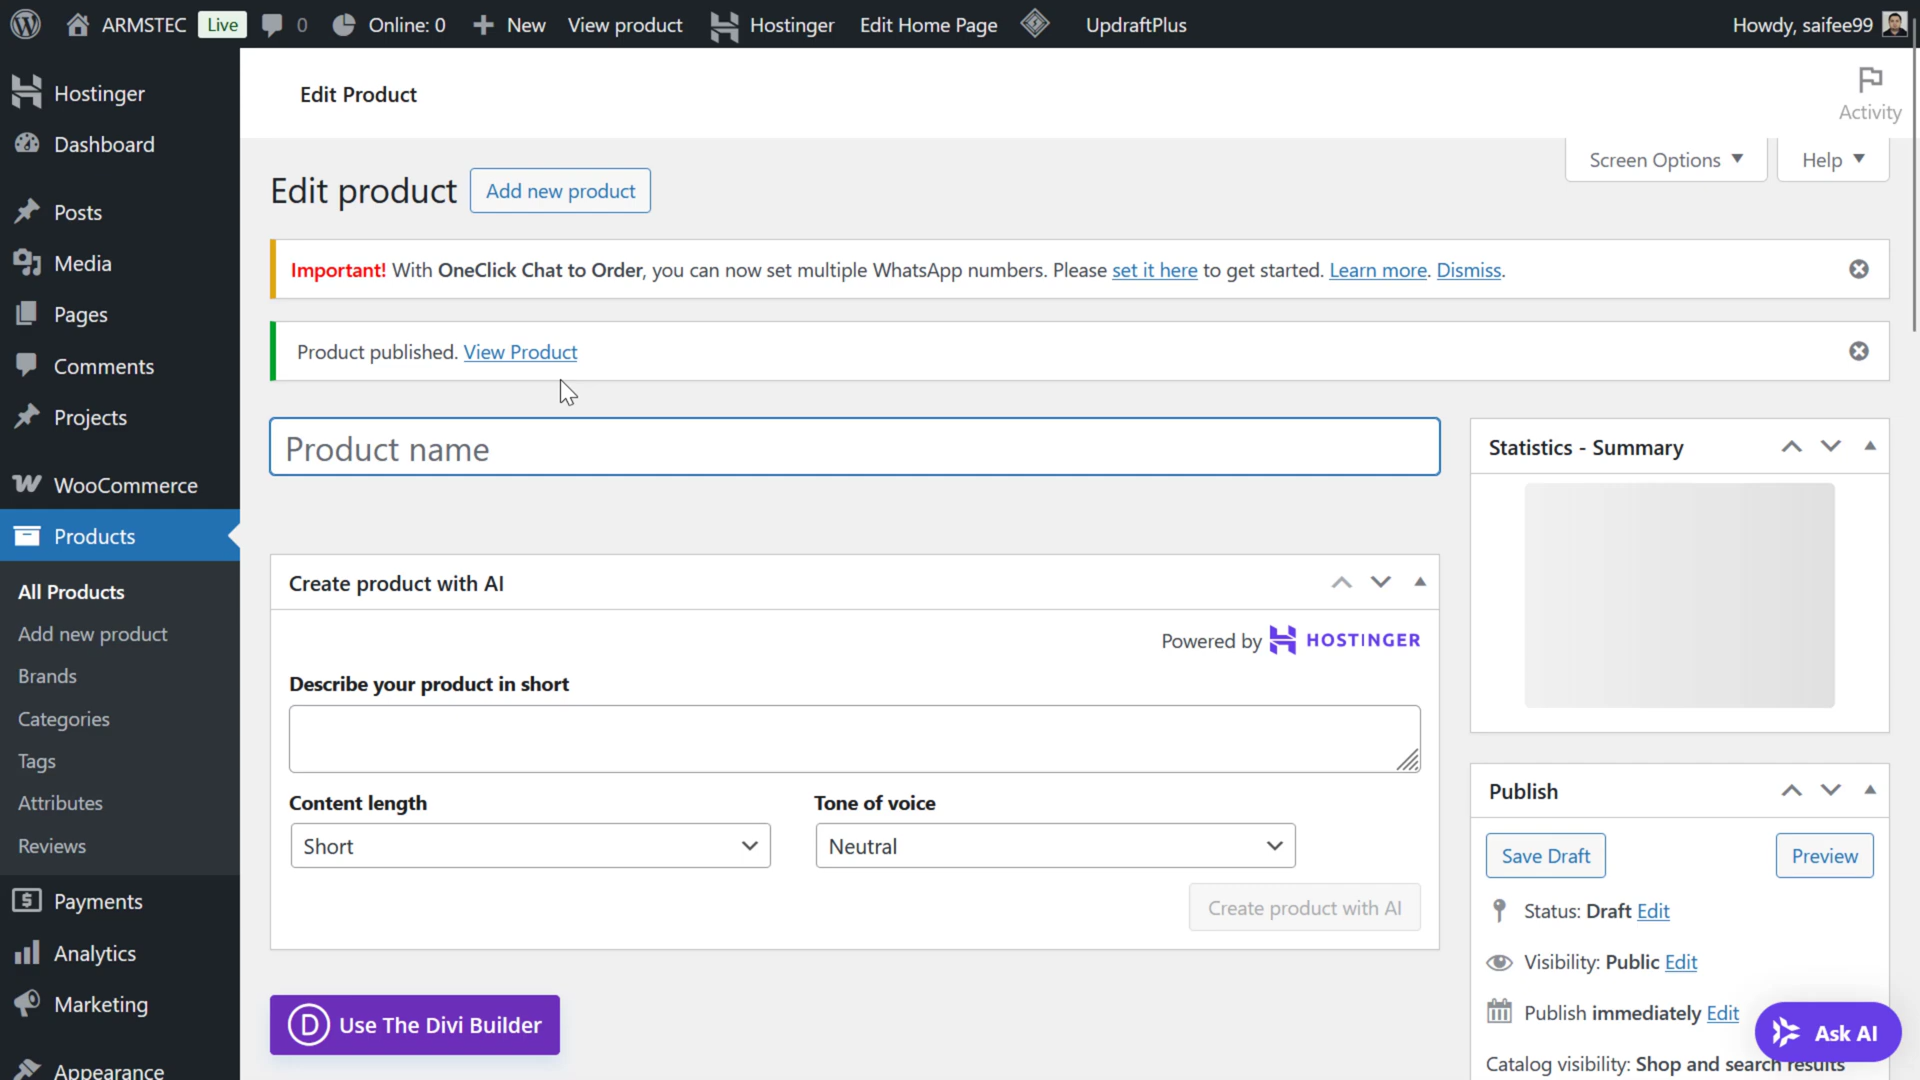 ARMSTEC Live 0 Online: 0 New View product Hostinger Edit Home Page UpdraftPlus Howdy, saifee99
Hostinger
Dashboard
Posts
Media
Pages
Comments
Projects
WooCommerce
Products
All Products
Add new product
Brands
Categories
Tags
Attributes
Reviews
Payments
Analytics
Marketing
Appearance
Edit Product
Activity
Screen Options
Help
Edit product
Add new product
Important! With OneClick Chat to Order, you can now set multiple WhatsApp numbers. Please set it here to get started. Learn more. Dismiss.
Product published. View Product
Product name
Create product with AI
Powered by HOSTINGER
Describe your product in short
Content length
Tone of voice
Short
Neutral
Create product with AI
Use The Divi Builder
Statistics - Summary
Publish
Save Draft
Preview
Status: Draft Edit
Visibility: Public Edit
Publish immediately Edit
Catalog visibility: Shop and search results
Ask AI